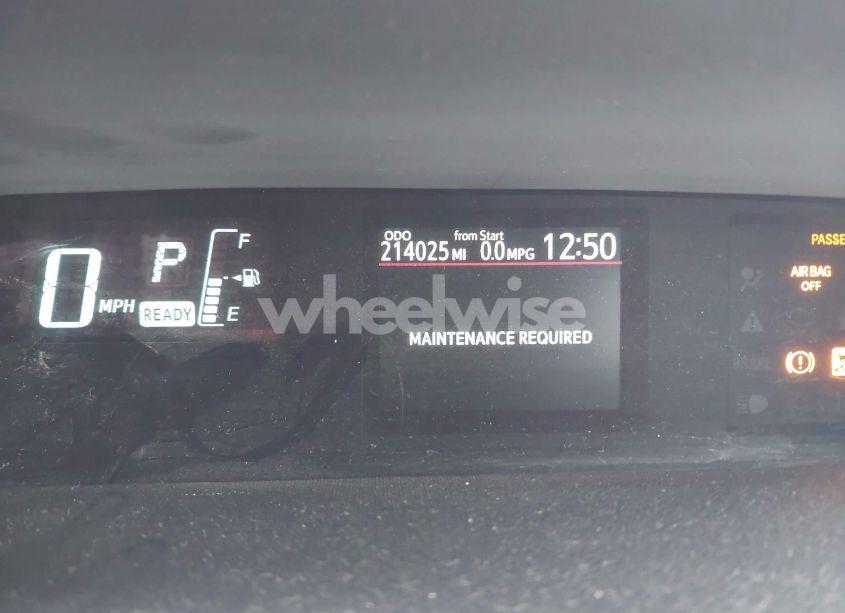 0 MPH
P
READY
F
E
ODO from Start
214025 MI 0.0 MPG 12:50
MAINTENANCE REQUIRED
wheelwise
AIR BAG
OFF